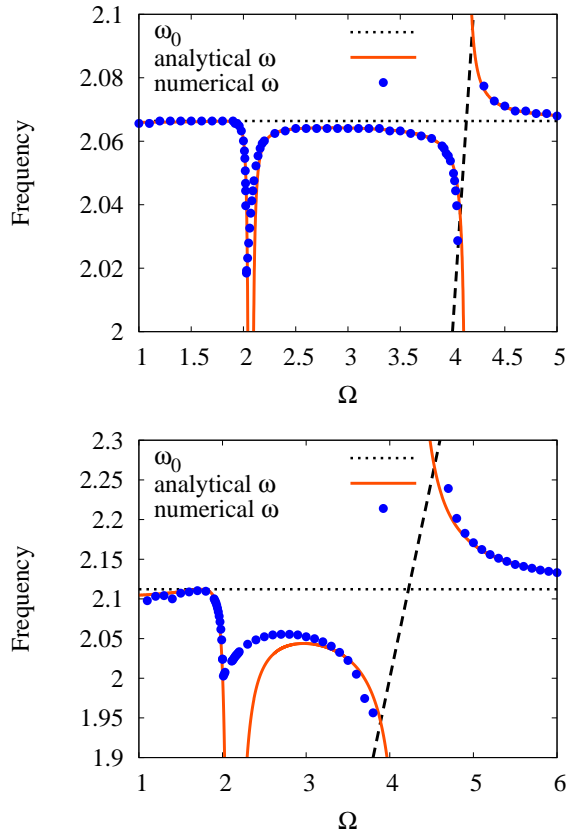 2.1
2.08
2.06
2.04
2.02
2
Frequency
ω0
analytical ω
numerical ω
1 1.5 2 2.5 3 3.5 4 4.5 5
Ω
2.3
2.25
2.2
2.15
2.1
2.05
2
1.95
1.9
Frequency
ω0
analytical ω
numerical ω
1 2 3 4 5 6
Ω